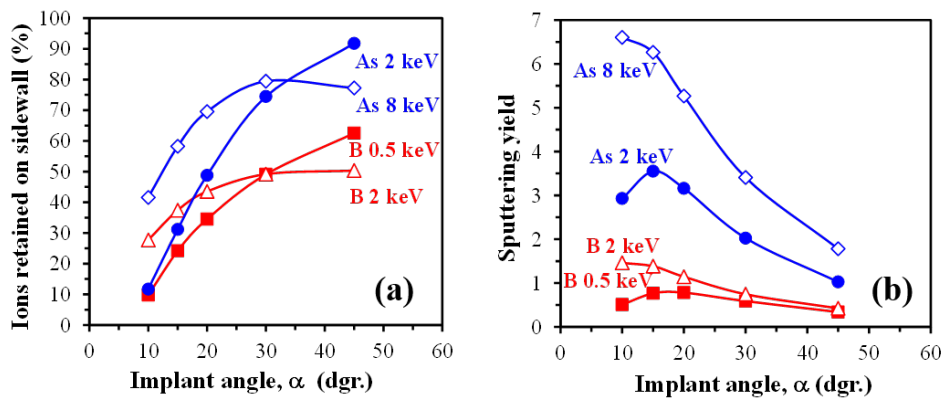 Ions retained on sidewall (%)
100
90
80
70
60
50
40
30
20
10
0
As 2 keV
As 8 keV
B 0.5 keV
B 2 keV
(a)
0 10 20 30 40 50 60
Implant angle, α (dgr.)
Sputtering yield
7
6
5
4
3
2
1
0
As 8 keV
As 2 keV
B 2 keV
B 0.5 keV
(b)
0 10 20 30 40 50 60
Implant angle, α (dgr.)